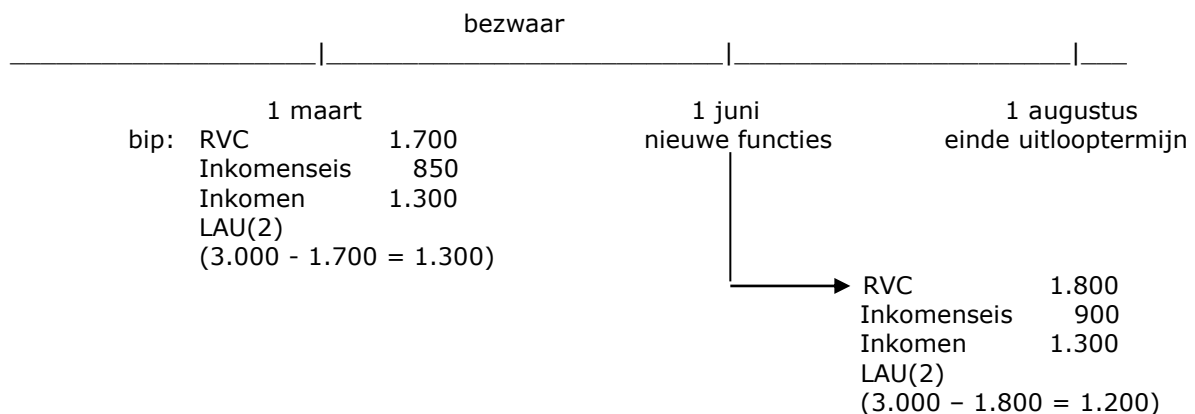 bezwaar
1 maart 1 juni 1 augustus
bip: RVC 1.700 nieuwe functies einde uitlooptermijn
Inkomenseis 850
Inkomen 1.300
LAU(2)
(3.000 - 1.700 = 1.300)
RVC 1.800
Inkomenseis 900
Inkomen 1.300
LAU(2)
(3.000 – 1.800 = 1.200)